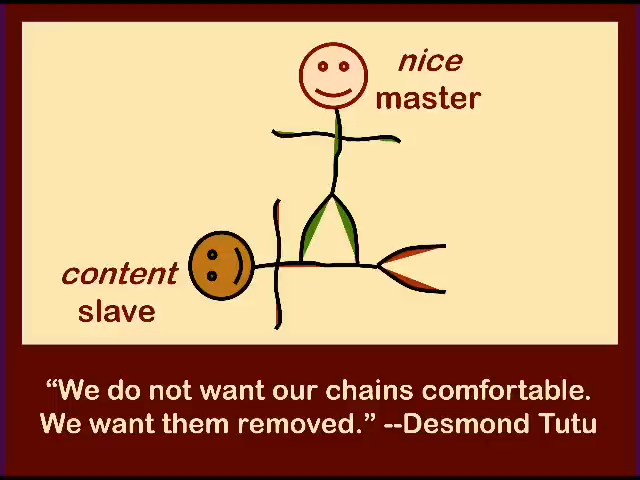 nice
master
content
slave
“We do not want our chains comfortable.
We want them removed.” --Desmond Tutu